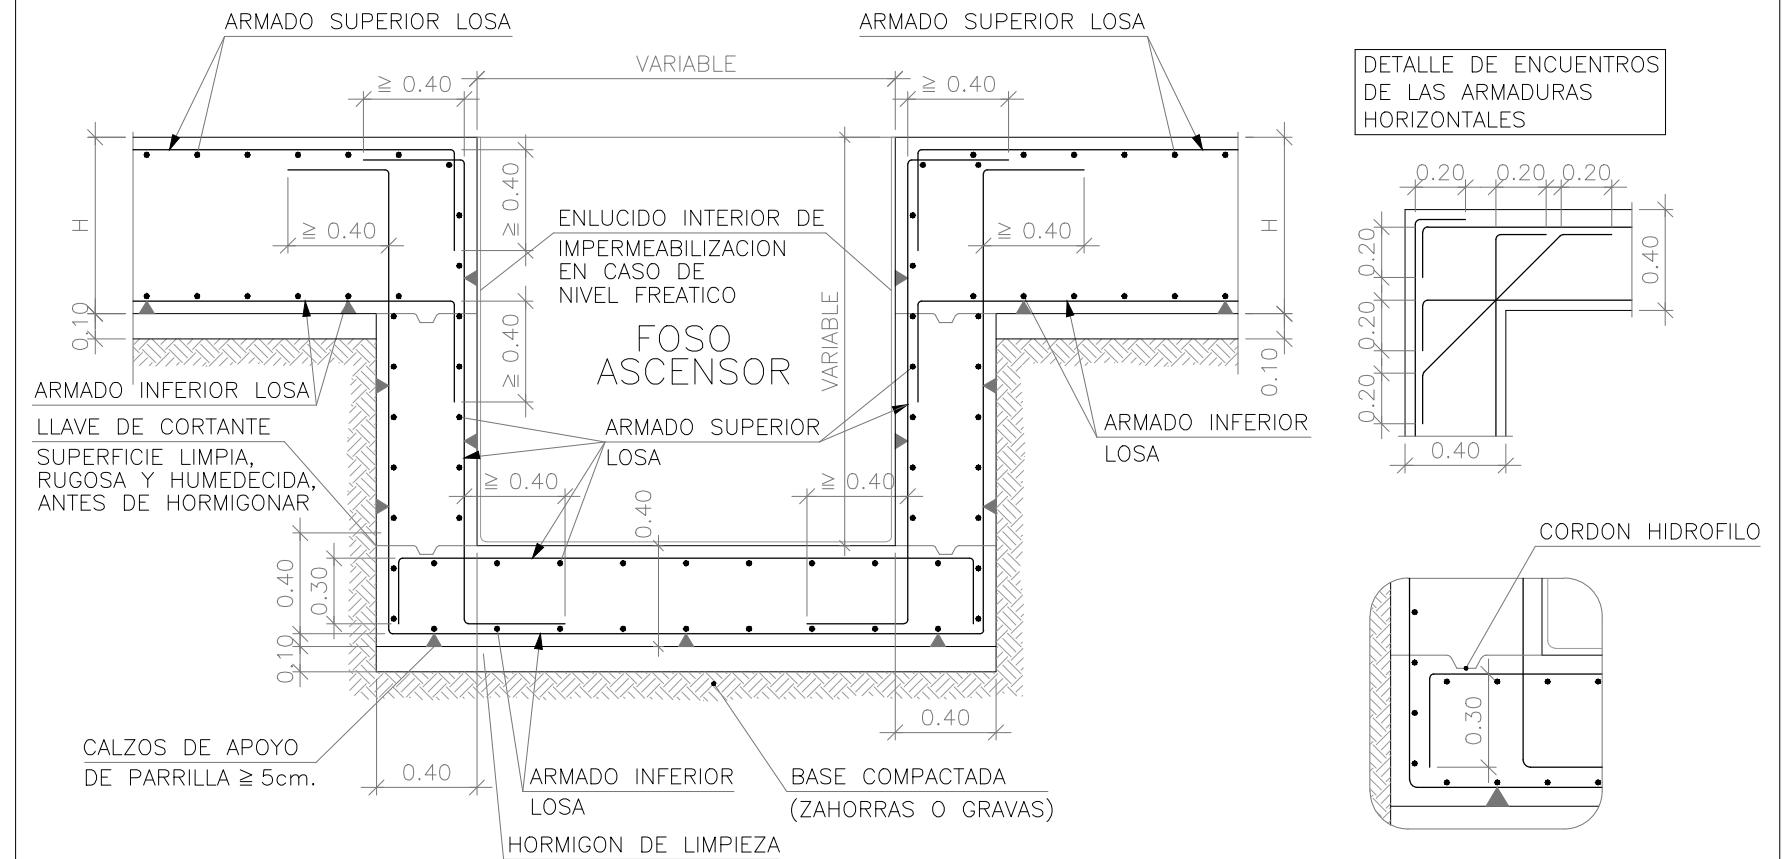 ARMADO SUPERIOR LOSA
ARMADO SUPERIOR LOSA
VARIABLE
≧ 0.40
≧ 0.40
DETALLE DE ENCUENTROS
DE LAS ARMADURAS
HORIZONTALES
H
0,10
≧ 0.40
≧ 0.40
≧ 0.40
ENLUCIDO INTERIOR DE
IMPERMEABILIZACION
EN CASO DE
NIVEL FREATICO
FOSO
ASCENSOR
VARIABLE
≧ 0.40
H
0.10
0.20
0.20
0.20
0.20
0.20
0.20
0.40
0.40
ARMADO INFERIOR LOSA
LLAVE DE CORTANTE
SUPERFICIE LIMPIA,
RUGOSA Y HUMEDECIDA,
ANTES DE HORMIGONAR
ARMADO SUPERIOR
LOSA
ARMADO INFERIOR
LOSA
≧ 0.40
≧ 0.40
0.40
0.40
0.30
0,10
CORDON HIDROFILO
0.30
CALZOS DE APOYO
DE PARRILLA ≧ 5cm.
0.40
0.40
ARMADO INFERIOR
LOSA
BASE COMPACTADA
(ZAHORRAS O GRAVAS)
HORMIGON DE LIMPIEZA